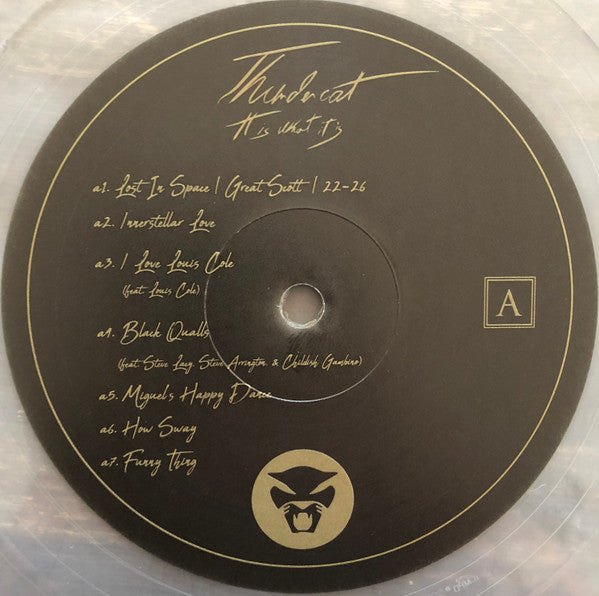 Thundercat
It is what it is
a1. Lost In Space / Great Scott / 22-26
a2. Innerstellar Love
a3. I Love Louis Cole
(feat. Louis Cole)
a4. Black Qualls
(feat. Steve Lacy, Steve Arrington, & Childish Gambino)
a5. Miguel's Happy Dance
a6. How Sway
a7. Funny Thing
A